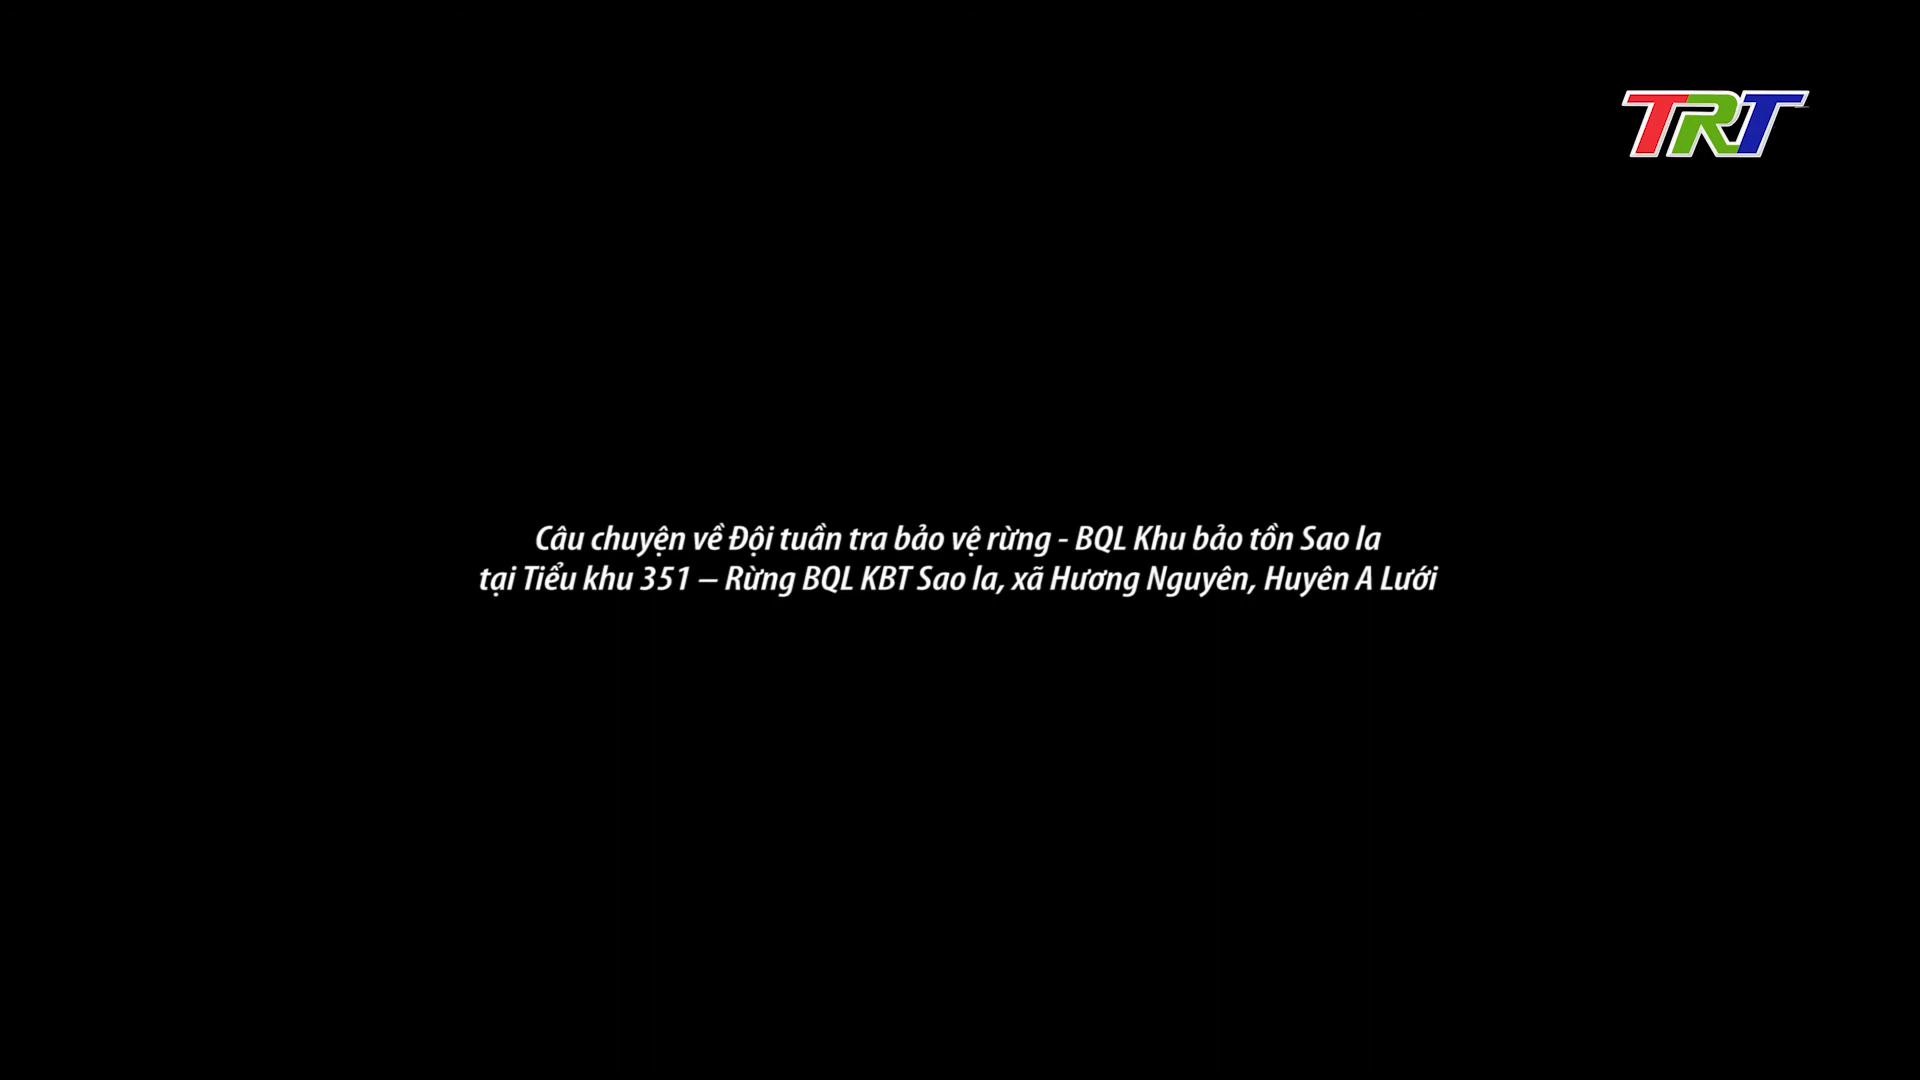 TRT
Câu chuyện về Đội tuần tra bảo vệ rừng - BQL Khu bảo tồn Sao la
tại Tiểu khu 351 – Rừng BQL KBT Sao la, xã Hương Nguyên, Huyên A Lưới